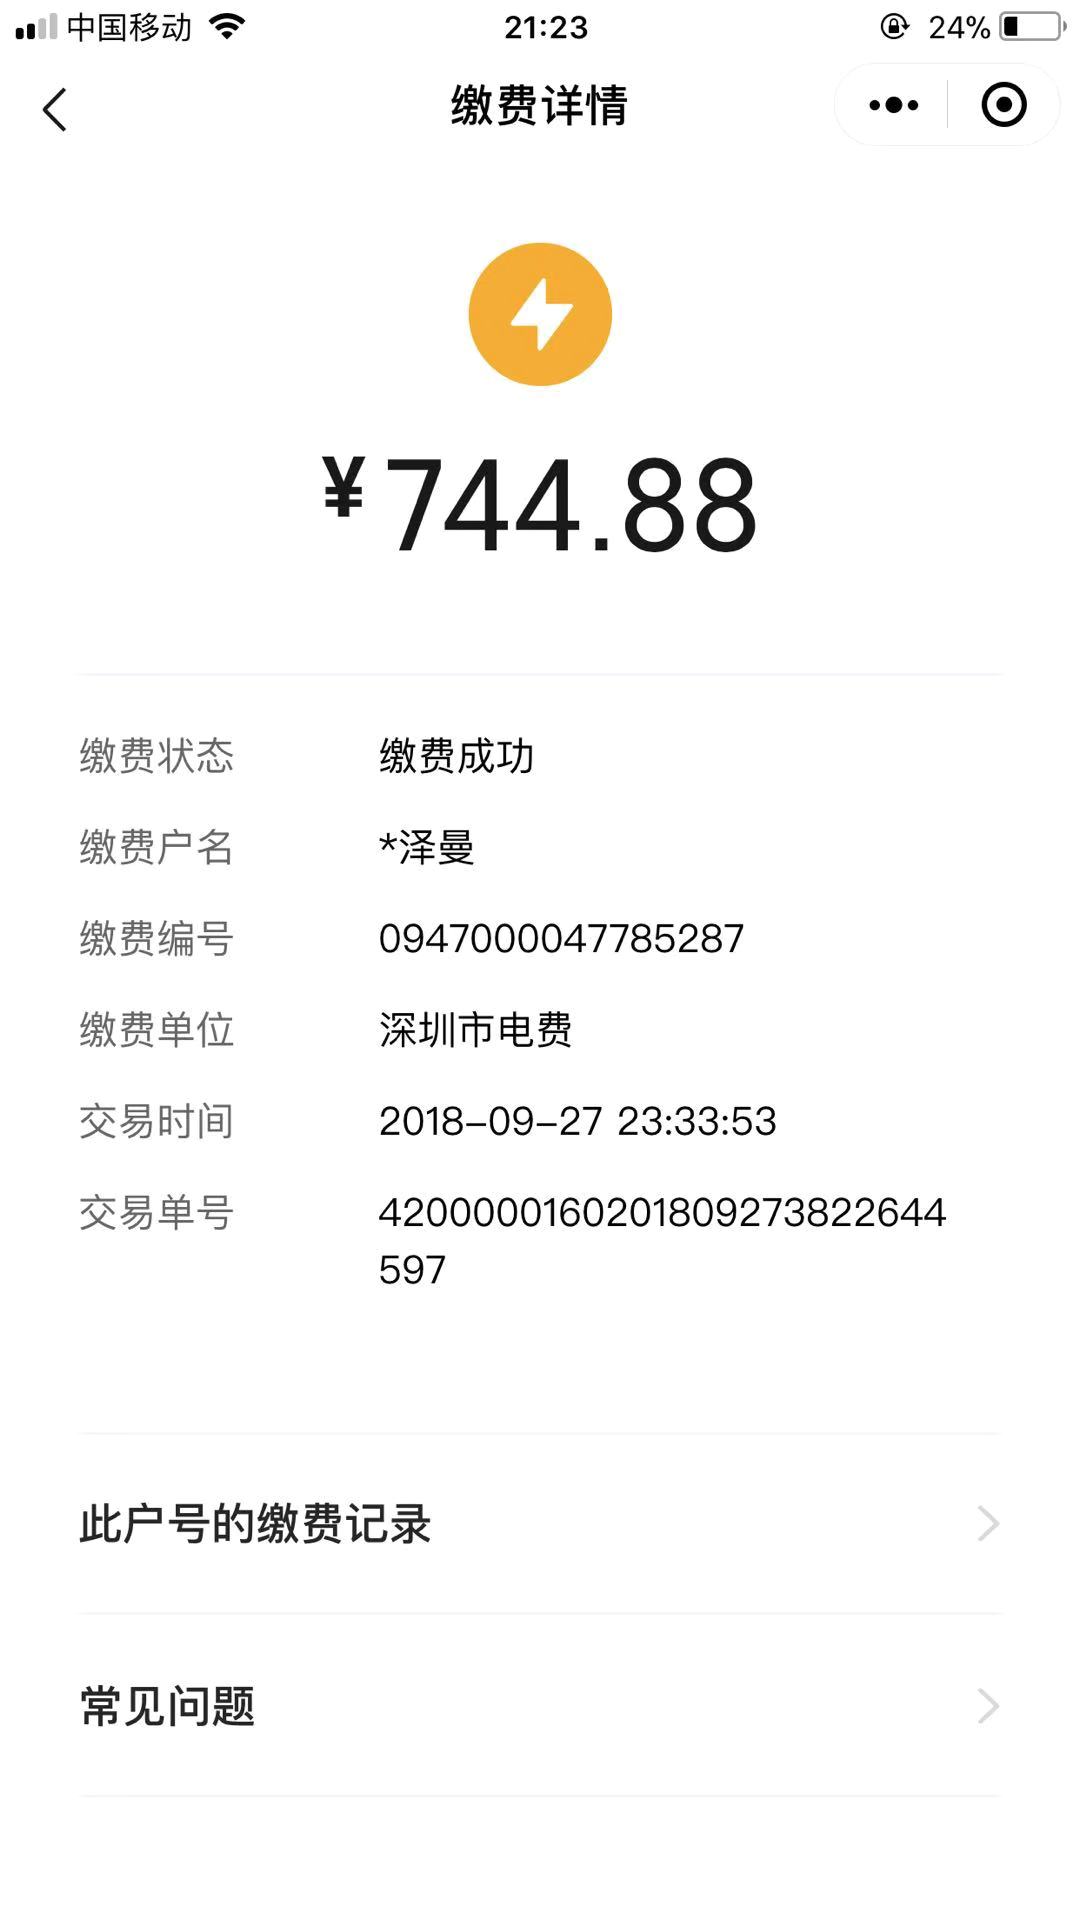 中国移动 21:23 24%
缴费详情
¥744.88
缴费状态 缴费成功
缴费户名 *泽曼
缴费编号 0947000047785287
缴费单位 深圳市电费
交易时间 2018-09-27 23:33:53
交易单号 4200000160201809273822644
597
此户号的缴费记录
常见问题